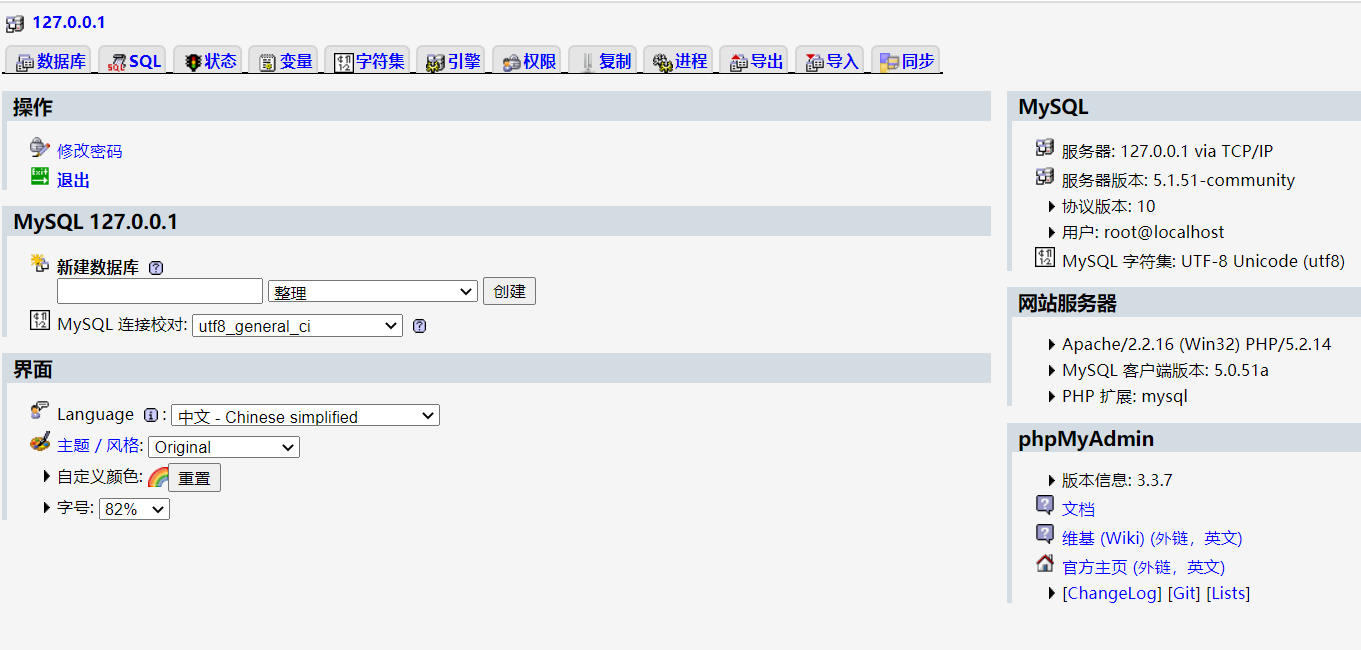 127.0.0.1
数据库 SQL 状态 变量 字符集 引擎 权限 复制 进程 导出 导入 同步
操作
修改密码
Exit 退出
MySQL 127.0.0.1
新建数据库 ?
整理 创建
MySQL 连接校对: utf8_general_ci ?
界面
Language i : 中文 - Chinese simplified
主题 / 风格: Original
自定义颜色: 重置
字号: 82%
MySQL
服务器: 127.0.0.1 via TCP/IP
服务器版本: 5.1.51-community
协议版本: 10
用户: root@localhost
MySQL 字符集: UTF-8 Unicode (utf8)
网站服务器
Apache/2.2.16 (Win32) PHP/5.2.14
MySQL 客户端版本: 5.0.51a
PHP 扩展: mysql
phpMyAdmin
版本信息: 3.3.7
文档
维基 (Wiki) (外链，英文)
官方主页 (外链，英文)
[ChangeLog] [Git] [Lists]